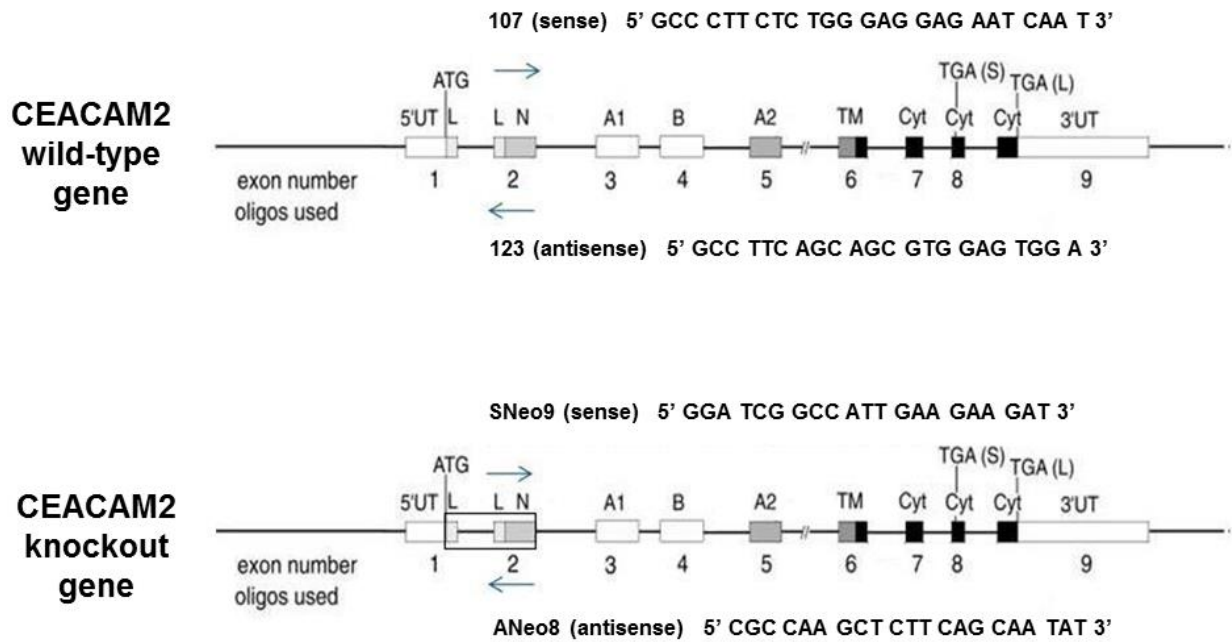 107 (sense) 5’ GCC CTT CTC TGG GAG GAG AAT CAA T 3’
TGA (S) TGA (L)
ATG
5'UT L L N A1 B A2 TM Cyt Cyt Cyt 3'UT
CEACAM2
wild-type
gene
exon number 1 2 3 4 5 6 7 8 9
oligos used
123 (antisense) 5’ GCC TTC AGC AGC GTG GAG TGG A 3’
SNeo9 (sense) 5’ GGA TCG GCC ATT GAA GAA GAT 3’
TGA (S) TGA (L)
ATG
5'UT L L N A1 B A2 TM Cyt Cyt Cyt 3'UT
CEACAM2
knockout
gene
exon number 1 2 3 4 5 6 7 8 9
oligos used
ANeo8 (antisense) 5’ CGC CAA GCT CTT CAG CAA TAT 3’